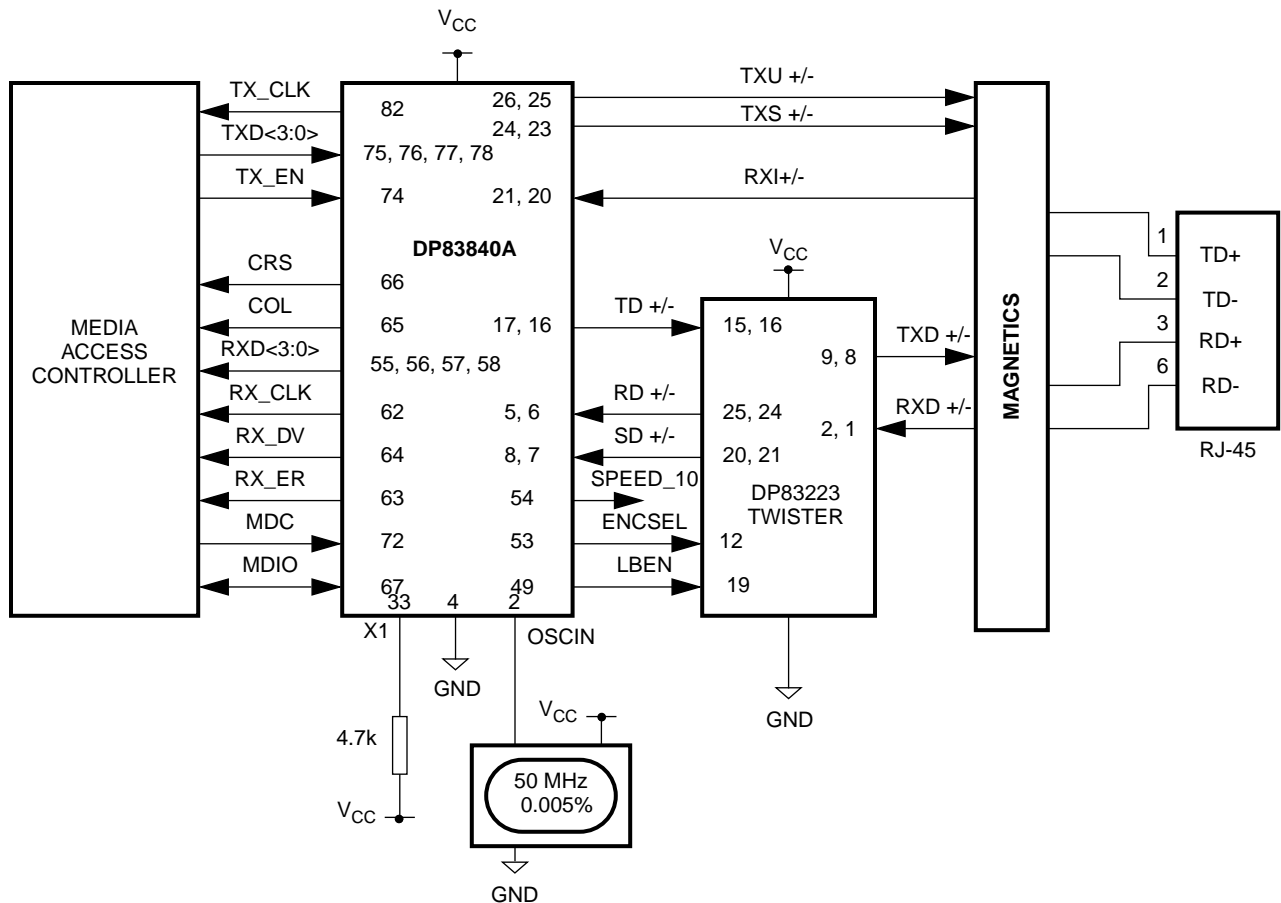 VCC
TX_CLK
82
26, 25
TXU +/-
24, 23
TXS +/-
TXD<3:0>
75, 76, 77, 78
TX_EN
74
21, 20
RXI+/-
DP83840A
CRS
66
COL
65
17, 16
TD +/-
MEDIA
ACCESS
CONTROLLER
RXD<3:0>
55, 56, 57, 58
RX_CLK
62
5, 6
RD +/-
RX_DV
64
8, 7
SD +/-
RX_ER
63
54
SPEED_10
MDC
72
53
ENCSEL
MDIO
67
49
LBEN
33
4
2
X1
OSCIN
GND
4.7k
VCC
VCC
50 MHz
0.005%
GND
VCC
15, 16
9, 8
TXD +/-
25, 24
2, 1
RXD +/-
20, 21
DP83223
TWISTER
12
19
GND
MAGNETICS
1
TD+
2
TD-
3
RD+
6
RD-
RJ-45